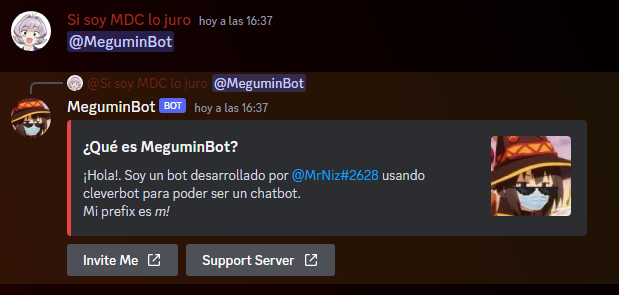 Si soy MDC lo juro hoy a las 16:37
@MeguminBot
@Si soy MDC lo juro @MeguminBot
MeguminBot BOT hoy a las 16:37
¿Qué es MeguminBot?
¡Hola!. Soy un bot desarrollado por @MrNiz#2628 usando
cleverbot para poder ser un chatbot.
Mi prefix es m!
Invite Me
Support Server